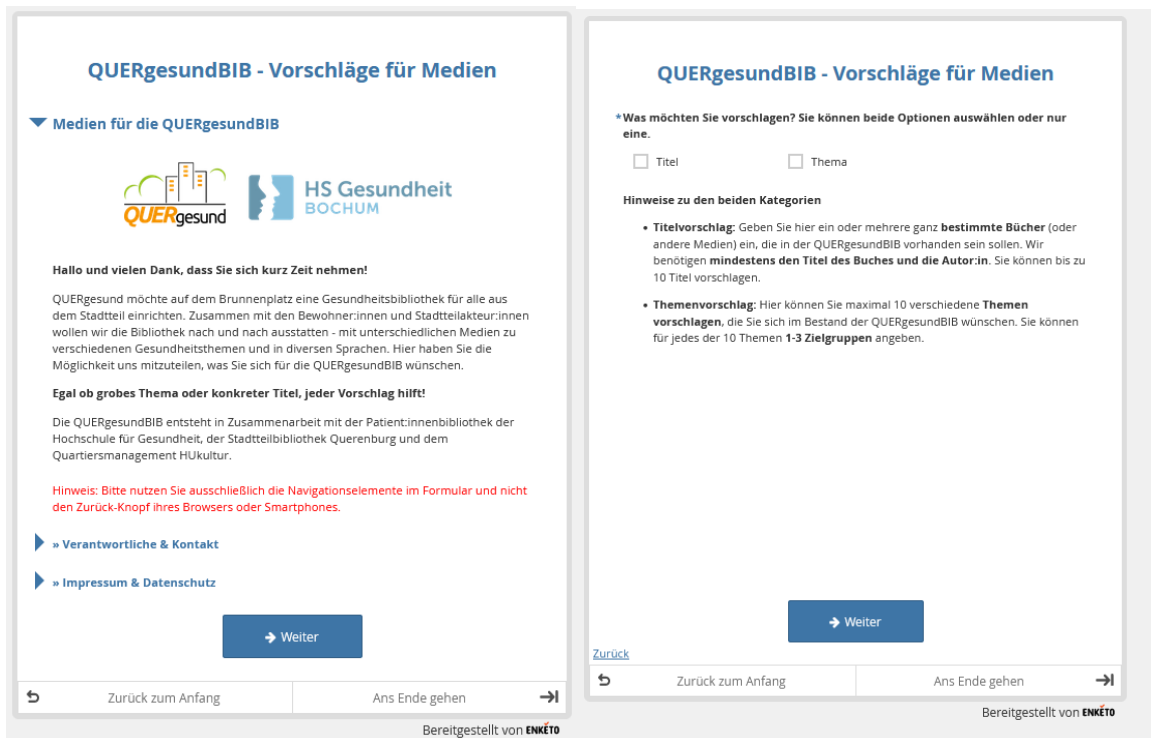 QUERgesundBIB - Vorschläge für Medien
Medien für die QUERgesundBIB
QUERgesund
HS Gesundheit
BOCHUM
Hallo und vielen Dank, dass Sie sich kurz Zeit nehmen!
QUERgesund möchte auf dem Brunnenplatz eine Gesundheitsbibliothek für alle aus
dem Stadtteil einrichten. Zusammen mit den Bewohner:innen und Stadtteilakteur:innen
wollen wir die Bibliothek nach und nach ausstatten - mit unterschiedlichen Medien zu
verschiedenen Gesundheitsthemen und in diversen Sprachen. Hier haben Sie die
Möglichkeit uns mitzuteilen, was Sie sich für die QUERgesundBIB wünschen.
Egal ob grobes Thema oder konkreter Titel, jeder Vorschlag hilft!
Die QUERgesundBIB entsteht in Zusammenarbeit mit der Patient:innenbibliothek der
Hochschule für Gesundheit, der Stadtteilbibliothek Querenburg und dem
Quartiersmanagement HUkultur.
Hinweis: Bitte nutzen Sie ausschließlich die Navigationselemente im Formular und nicht
den Zurück-Knopf ihres Browsers oder Smartphones.
» Verantwortliche & Kontakt
» Impressum & Datenschutz
Weiter
Zurück zum Anfang
Ans Ende gehen
Bereitgestellt von ENKETO
QUERgesundBIB - Vorschläge für Medien
*Was möchten Sie vorschlagen? Sie können beide Optionen auswählen oder nur
eine.
Titel
Thema
Hinweise zu den beiden Kategorien
• Titelvorschlag: Geben Sie hier ein oder mehrere ganz bestimmte Bücher (oder
andere Medien) ein, die in der QUERgesundBIB vorhanden sein sollen. Wir
benötigen mindestens den Titel des Buches und die Autor:in. Sie können bis zu
10 Titel vorschlagen.
• Themenvorschlag: Hier können Sie maximal 10 verschiedene Themen
vorschlagen, die Sie sich im Bestand der QUERgesundBIB wünschen. Sie können
für jedes der 10 Themen 1-3 Zielgruppen angeben.
Weiter
Zurück
Zurück zum Anfang
Ans Ende gehen
Bereitgestellt von ENKETO